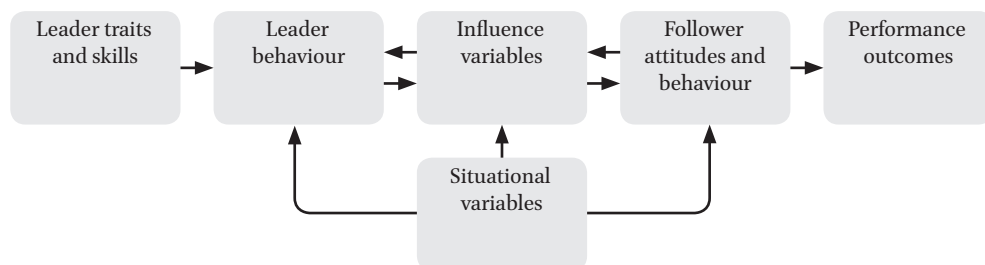 Leader traits
and skills
Leader
behaviour
Influence
variables
Follower
attitudes and
behaviour
Performance
outcomes
Situational
variables